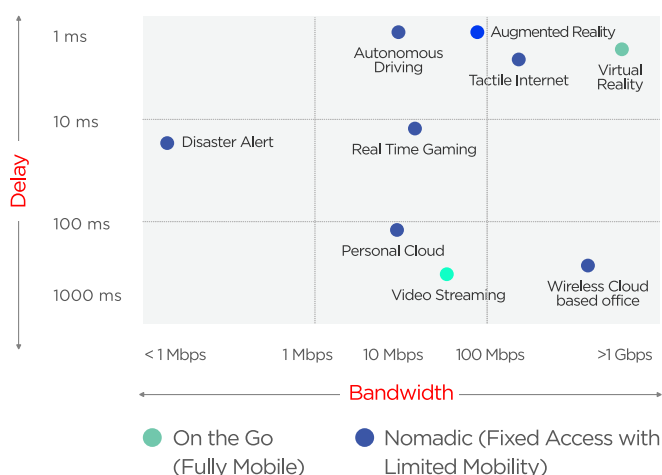 1 ms
Augmented Reality
Autonomous
Driving
Tactile Internet
Virtual
Reality
10 ms
Disaster Alert
Real Time Gaming
Delay
100 ms
Personal Cloud
Video Streaming
Wireless Cloud
based office
1000 ms
< 1 Mbps
1 Mbps
10 Mbps
100 Mbps
>1 Gbps
Bandwidth
On the Go
(Fully Mobile)
Nomadic (Fixed Access with
Limited Mobility)